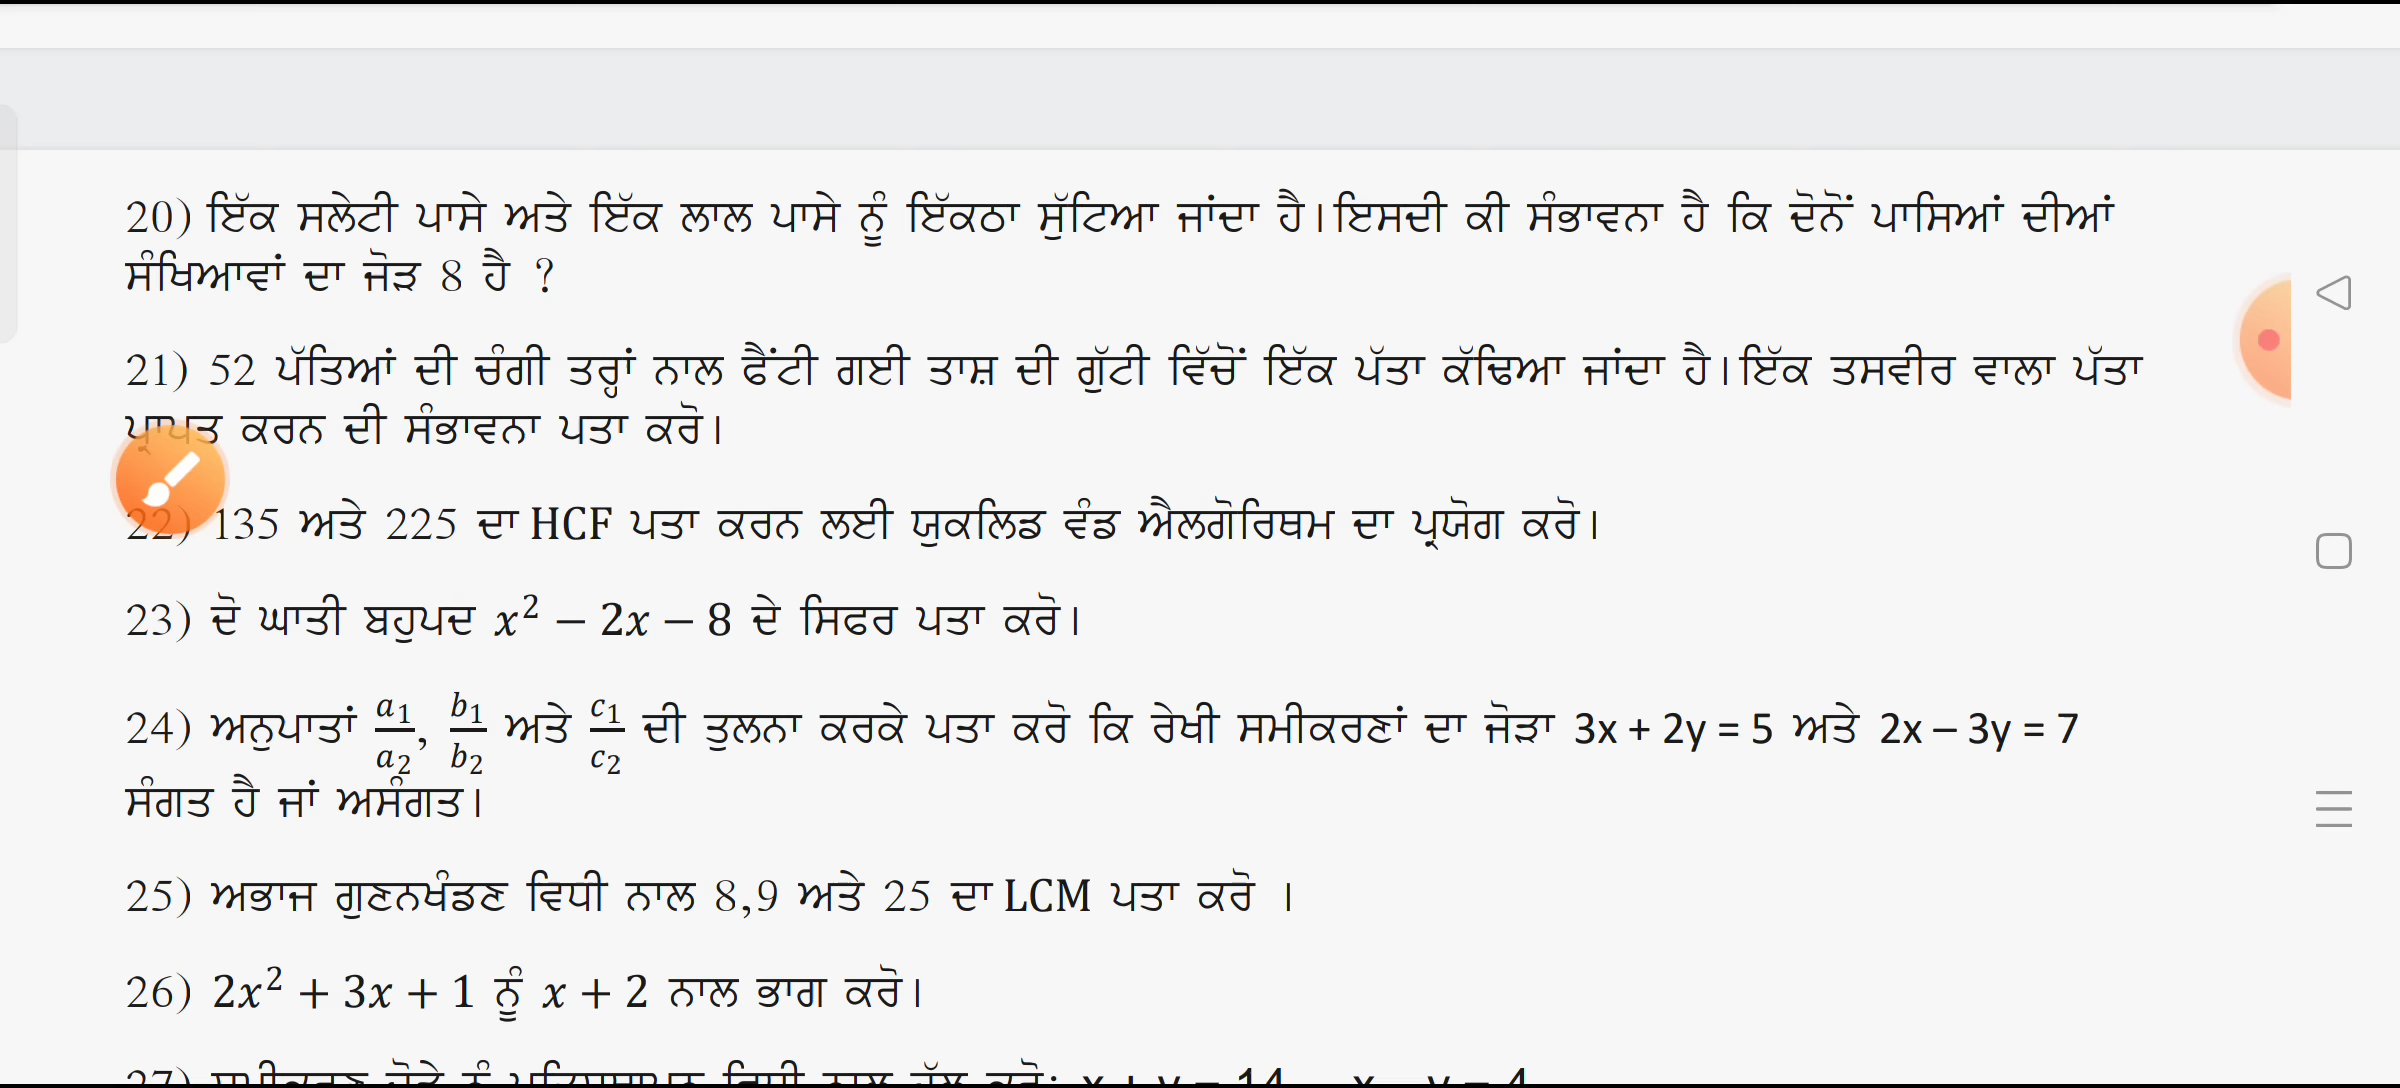 20) ਇੱਕ ਸਲੇਟੀ ਪਾਸੇ ਅਤੇ ਇੱਕ ਲਾਲ ਪਾਸੇ ਨੂੰ ਇੱਕਠਾ ਸੁੱਟਿਆ ਜਾਂਦਾ ਹੈ।ਇਸਦੀ ਕੀ ਸੰਭਾਵਨਾ ਹੈ ਕਿ ਦੋਨੋਂ ਪਾਸਿਆਂ ਦੀਆਂ
ਸੰਖਿਆਵਾਂ ਦਾ ਜੋੜ 8 ਹੈ ?
21) 52 ਪੱਤਿਆਂ ਦੀ ਚੰਗੀ ਤਰ੍ਹਾਂ ਨਾਲ ਫੈਂਟੀ ਗਈ ਤਾਸ਼ ਦੀ ਗੁੱਟੀ ਵਿੱਚੋਂ ਇੱਕ ਪੱਤਾ ਕੱਢਿਆ ਜਾਂਦਾ ਹੈ।ਇੱਕ ਤਸਵੀਰ ਵਾਲਾ ਪੱਤਾ
ਪ੍ਰਾਪਤ ਕਰਨ ਦੀ ਸੰਭਾਵਨਾ ਪਤਾ ਕਰੋ।
22) 135 ਅਤੇ 225 ਦਾ HCF ਪਤਾ ਕਰਨ ਲਈ ਯੁਕਲਿਡ ਵੰਡ ਐਲਗੋਰਿਥਮ ਦਾ ਪ੍ਰਯੋਗ ਕਰੋ।
23) ਦੋ ਘਾਤੀ ਬਹੁਪਦ x² − 2x − 8 ਦੇ ਸਿਫਰ ਪਤਾ ਕਰੋ।
24) ਅਨੁਪਾਤਾਂ a₁/a₂, b₁/b₂ ਅਤੇ c₁/c₂ ਦੀ ਤੁਲਨਾ ਕਰਕੇ ਪਤਾ ਕਰੋ ਕਿ ਰੇਖੀ ਸਮੀਕਰਣਾਂ ਦਾ ਜੋੜਾ 3x + 2y = 5 ਅਤੇ 2x – 3y = 7
ਸੰਗਤ ਹੈ ਜਾਂ ਅਸੰਗਤ।
25) ਅਭਾਜ ਗੁਣਨਖੰਡਣ ਵਿਧੀ ਨਾਲ 8,9 ਅਤੇ 25 ਦਾ LCM ਪਤਾ ਕਰੋ ।
26) 2x² + 3x + 1 ਨੂੰ x + 2 ਨਾਲ ਭਾਗ ਕਰੋ।
27)